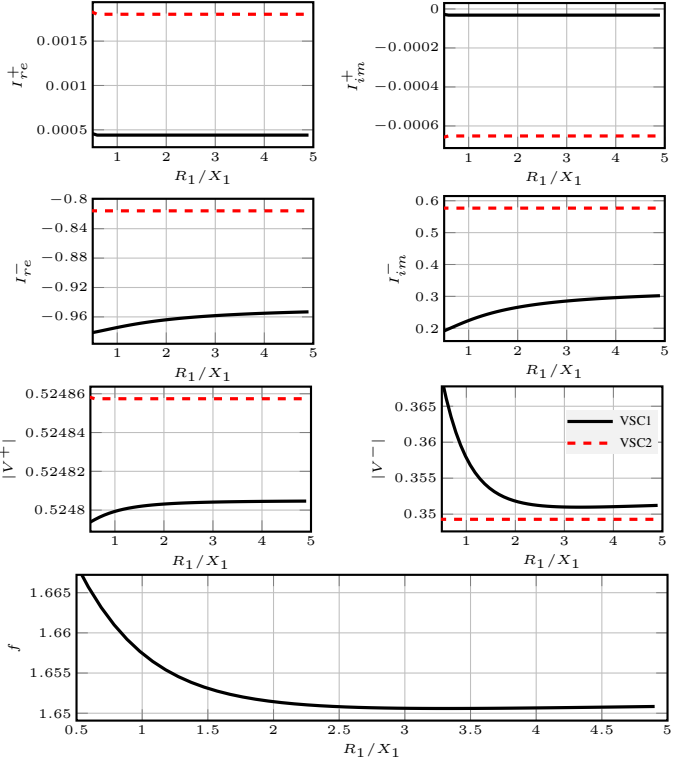 0.0015
0.001
0.0005
I⁺re
1 2 3 4 5
R₁/X₁
0
−0.0002
−0.0004
−0.0006
I⁺im
1 2 3 4 5
R₁/X₁
−0.8
−0.84
−0.88
−0.92
−0.96
I⁻re
1 2 3 4 5
R₁/X₁
0.6
0.5
0.4
0.3
0.2
I⁻im
1 2 3 4 5
R₁/X₁
0.52486
0.52484
0.52482
0.5248
|V⁺|
1 2 3 4 5
R₁/X₁
0.365
0.36
0.355
0.35
|V⁻|
VSC1
VSC2
1 2 3 4 5
R₁/X₁
1.665
1.66
1.655
1.65
f
0.5 1 1.5 2 2.5 3 3.5 4 4.5 5
R₁/X₁